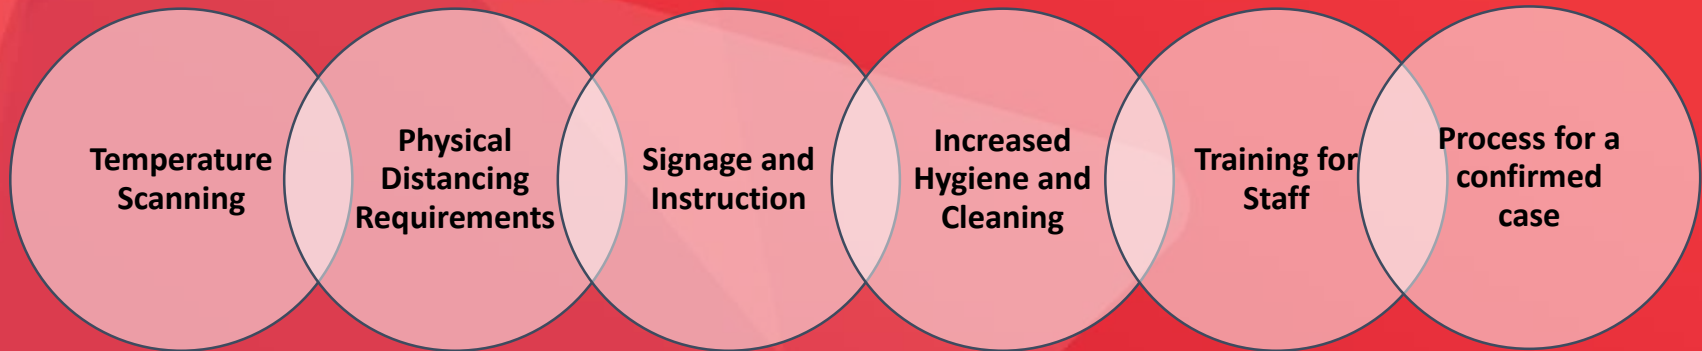 Temperature
Scanning
Physical
Distancing
Requirements
Signage and
Instruction
Increased
Hygiene and
Cleaning
Training for
Staff
Process for a
confirmed
case